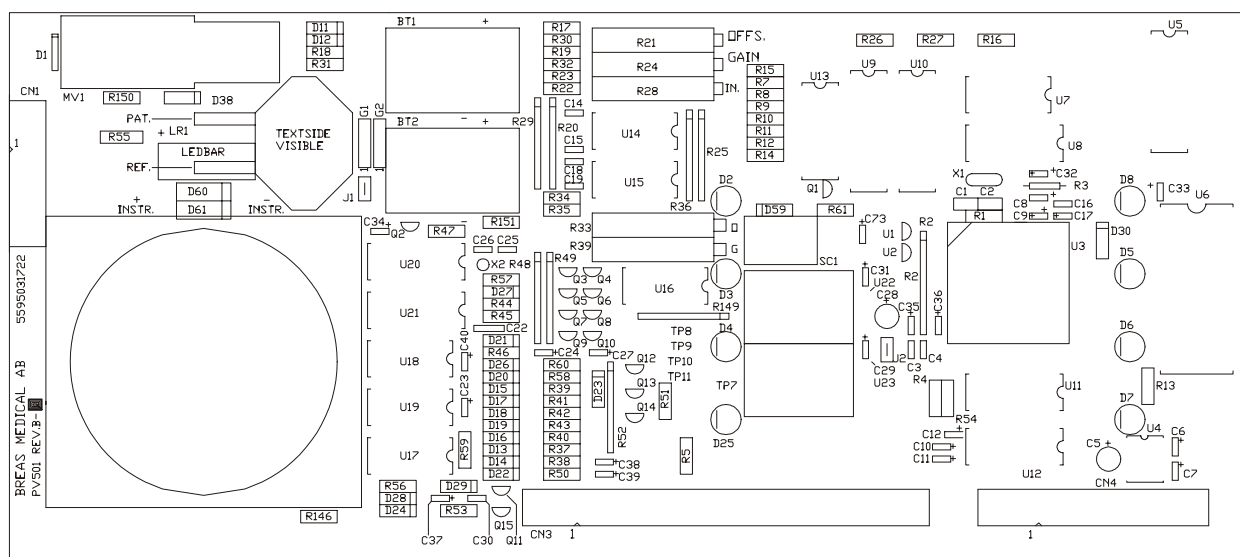 D1
CN1
1
MV1
R150
D38
PAT.
R55
+ LR1
LEDBAR
REF.
D60
D61
+
INSTR.
-
INSTR.
TEXTSIDE
VISIBLE
D11
D12
R18
R31
G1
G2
1
1
J1
BT1
+
-
BT2
+
-
R17
R30
R19
R32
R23
R22
R29
R20
C14
C15
C18
C19
R34
R35
R21
OFFS.
GAIN
R24
R28
IN.
U14
U15
R25
R36
R15
R7
R8
R9
R10
R11
R12
R14
U13
Q1
R26
R27
R16
U9
U10
U5
U7
U8
X1
C32
R3
C1
C2
R1
C8
C9
C16
C17
C33
U6
D8
D30
U3
D5
D6
D7
R13
D2
D59
R61
SC1
C73
U1
U2
R2
R2
C31
U22
C28
C35
C36
D3
D4
R149
R33
R39
O
G
U16
TP8
TP9
TP10
TP11
TP7
D25
C29
U23
U2
C3
C4
R4
R54
C12
C10
C11
U11
U12
C5
U4
CN4
C6
C7
C34
Q2
R47
R151
C26
C25
X2
R48
R49
U20
U21
U18
U19
U17
R57
D27
R44
R45
C22
Q3
Q4
Q5
Q6
Q7
Q8
Q9
Q10
C40
C23
D21
R46
D26
D20
D15
D17
D18
D19
D16
D13
D14
D22
C24
C27
R60
R58
R39
R41
R42
R43
R40
R37
R38
R50
D23
Q12
Q13
Q14
R51
R52
R5
C38
C39
R59
R56
D28
D24
D29
R53
Q15
C37
C30
Q11
CN3
1
1
R146
5595031722
BREAS MEDICAL AB
PV501 REV.B-